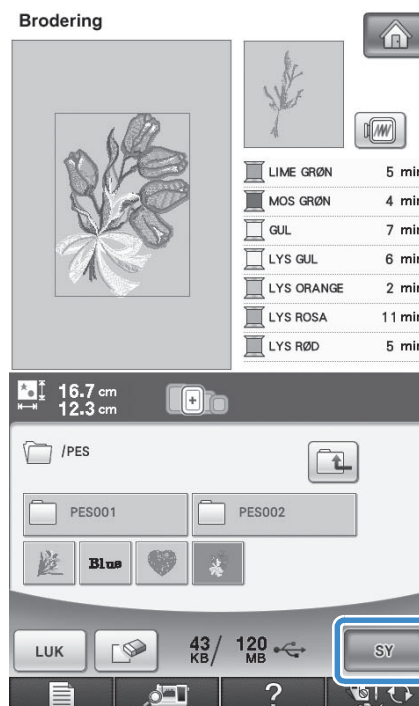 Brodering
LIME GRØN 5 min
MOS GRØN 4 min
GUL 7 min
LYS GUL 6 min
LYS ORANGE 2 min
LYS ROSA 11 min
LYS RØD 5 min
16.7 cm
12.3 cm
/PES
PES001 PES002
Blue
LUK 43 KB/ 120 MB SY
?